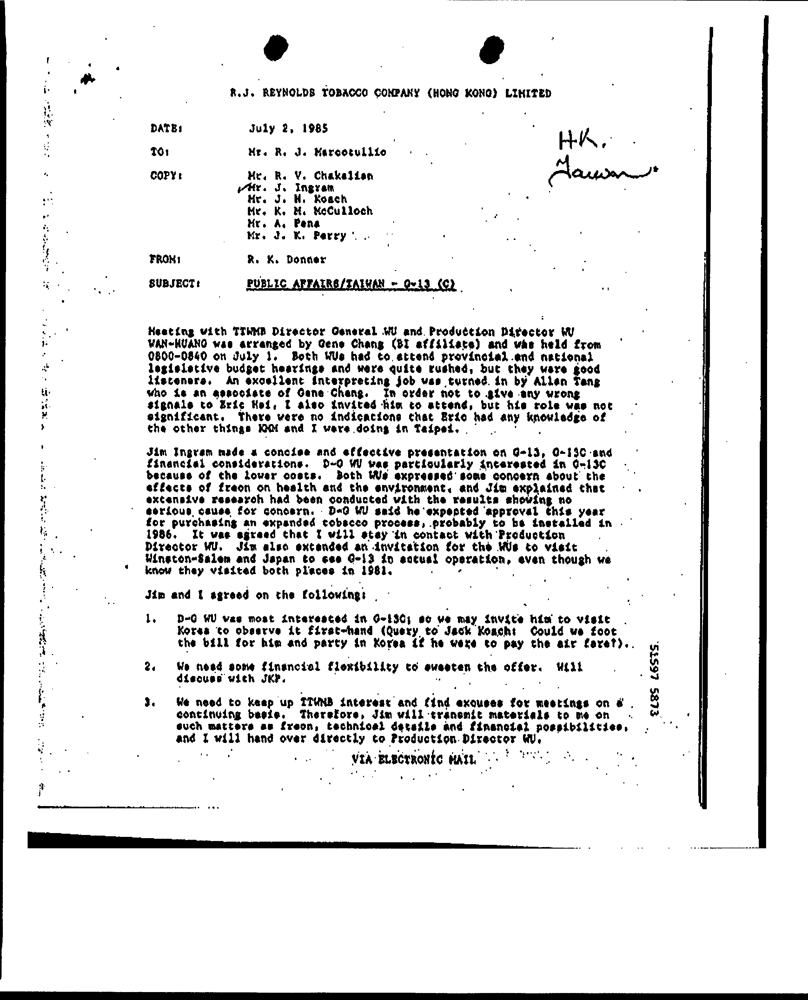 R.J. REYNOLDS TOBACCO COMPANY (HONG KONG) LIMITED
H.K.
Taiwan
DATE: July 2, 1985
TO: Mr. R. J. Marcotullio
COPY: Mr. R. V. Chakalian
Mr. J. Ingram
Mr. J. H. Koach
Mr. K. M. McCulloch
Mr. A. Pena
Mr. J. K. Perry
FROM: R. K. Donner
SUBJECT: PUBLIC AFFAIRS/TAIWAN - G-13 (C)
Meeting with TTWMB Director General WU and Production Director WU
WAN-HUANG was arranged by Gene Chang (BI affiliate) and was held from
0800-0840 on July 1. Both WUs had to attend provincial and national
legislative budget hearings and were quite rushed, but they were good
listeners. An excellent interpreting job was turned in by Allan Tang
who is an associate of Gene Chang. In order not to give any wrong
signals to Eric Hsi, I also invited him to attend, but his role was not
significant. There were no indications that Eric had any knowledge of
the other things KMM and I were doing in Taipei.
Jim Ingram made a concise and effective presentation on G-13, G-13C and
financial considerations. D-G WU was particularly interested in G-13C
because of the lower costs. Both WUs expressed some concern about the
effects of freon on health and the environment, and Jim explained that
extensive research had been conducted with the results showing no
serious cause for concern. D-G WU said he expected approval this year
for purchasing an expanded tobacco process, probably to be installed in
1986. It was agreed that I will stay in contact with Production
Director WU. Jim also extended an invitation for the WUs to visit
Winston-Salem and Japan to see G-13 in actual operation, even though we
know they visited both places in 1981.
Jim and I agreed on the following:
1. D-G WU was most interested in G-13C; so we may invite him to visit
Korea to observe it first-hand (Query to Jack Koach: Could we foot
the bill for him and party in Korea if he were to pay the air fare?).
2. We need some financial flexibility to sweeten the offer. Will
discuss with JKP.
3. We need to keep up TTWMB interest and find excuses for meetings on a
continuing basis. Therefore, Jim will transmit materials to me on
such matters as freon, technical details and financial possibilities,
and I will hand over directly to Production Director WU.
VIA ELECTRONIC MAIL
51597 5873